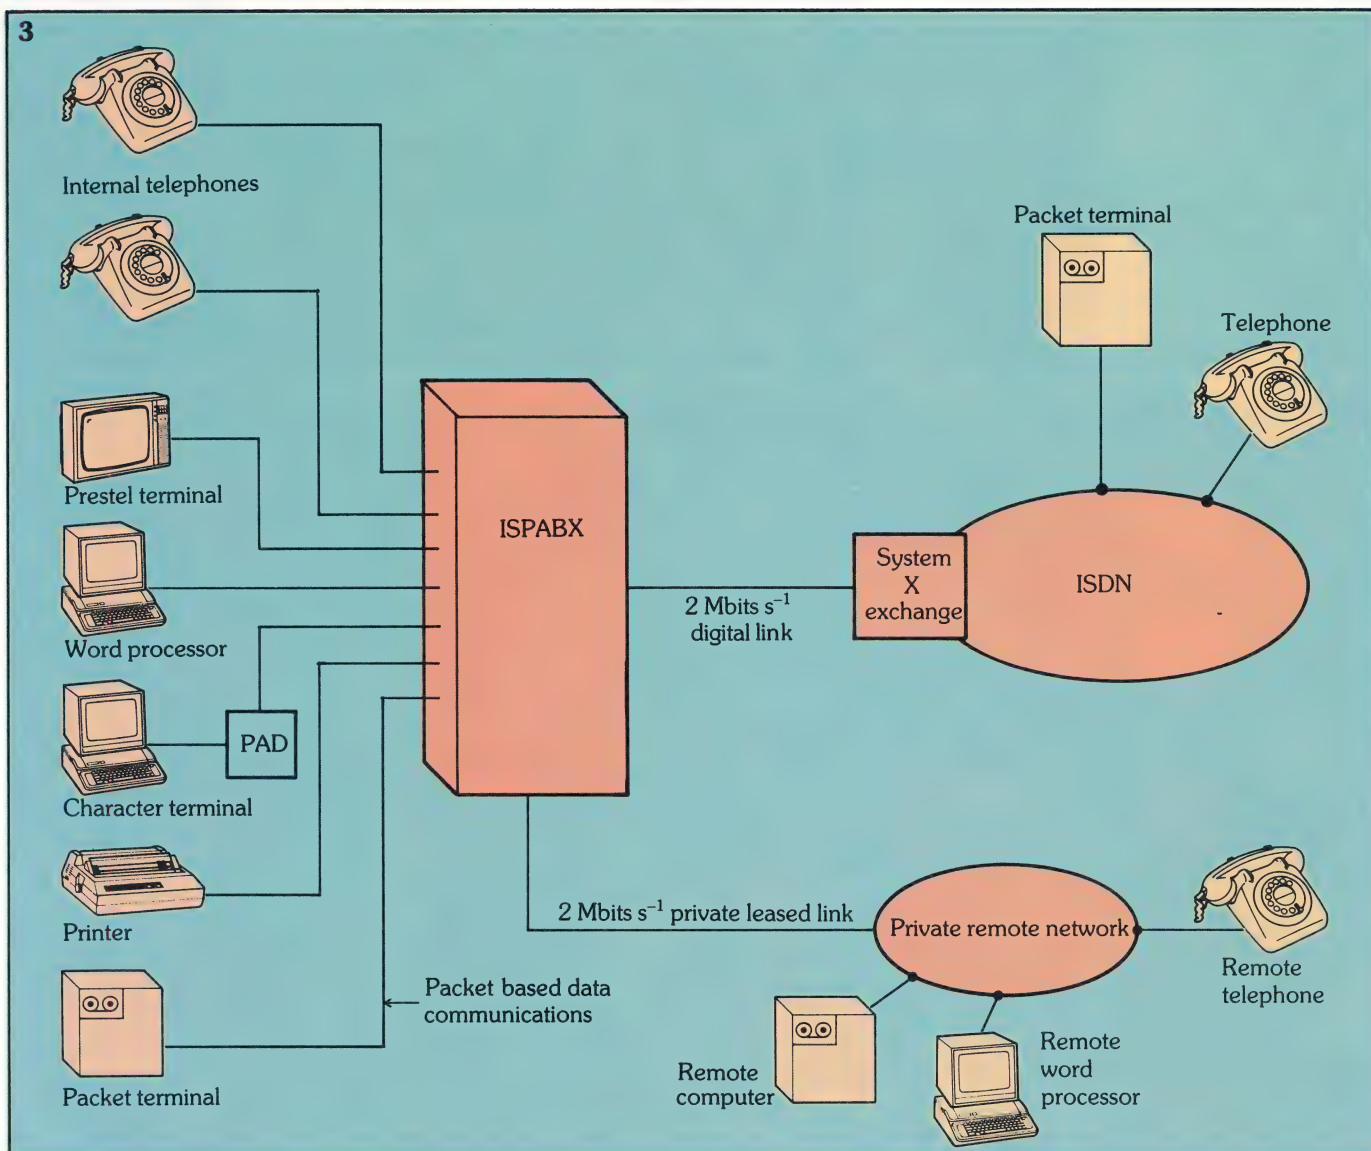 3
Internal telephones
Prestel terminal
Word processor
PAD
Character terminal
Printer
Packet terminal
ISPABX
Packet based data
communications
2 Mbits s⁻¹
digital link
2 Mbits s⁻¹ private leased link
Packet terminal
Telephone
System
X
exchange
ISDN
Private remote network
Remote
telephone
Remote
computer
Remote
word
processor